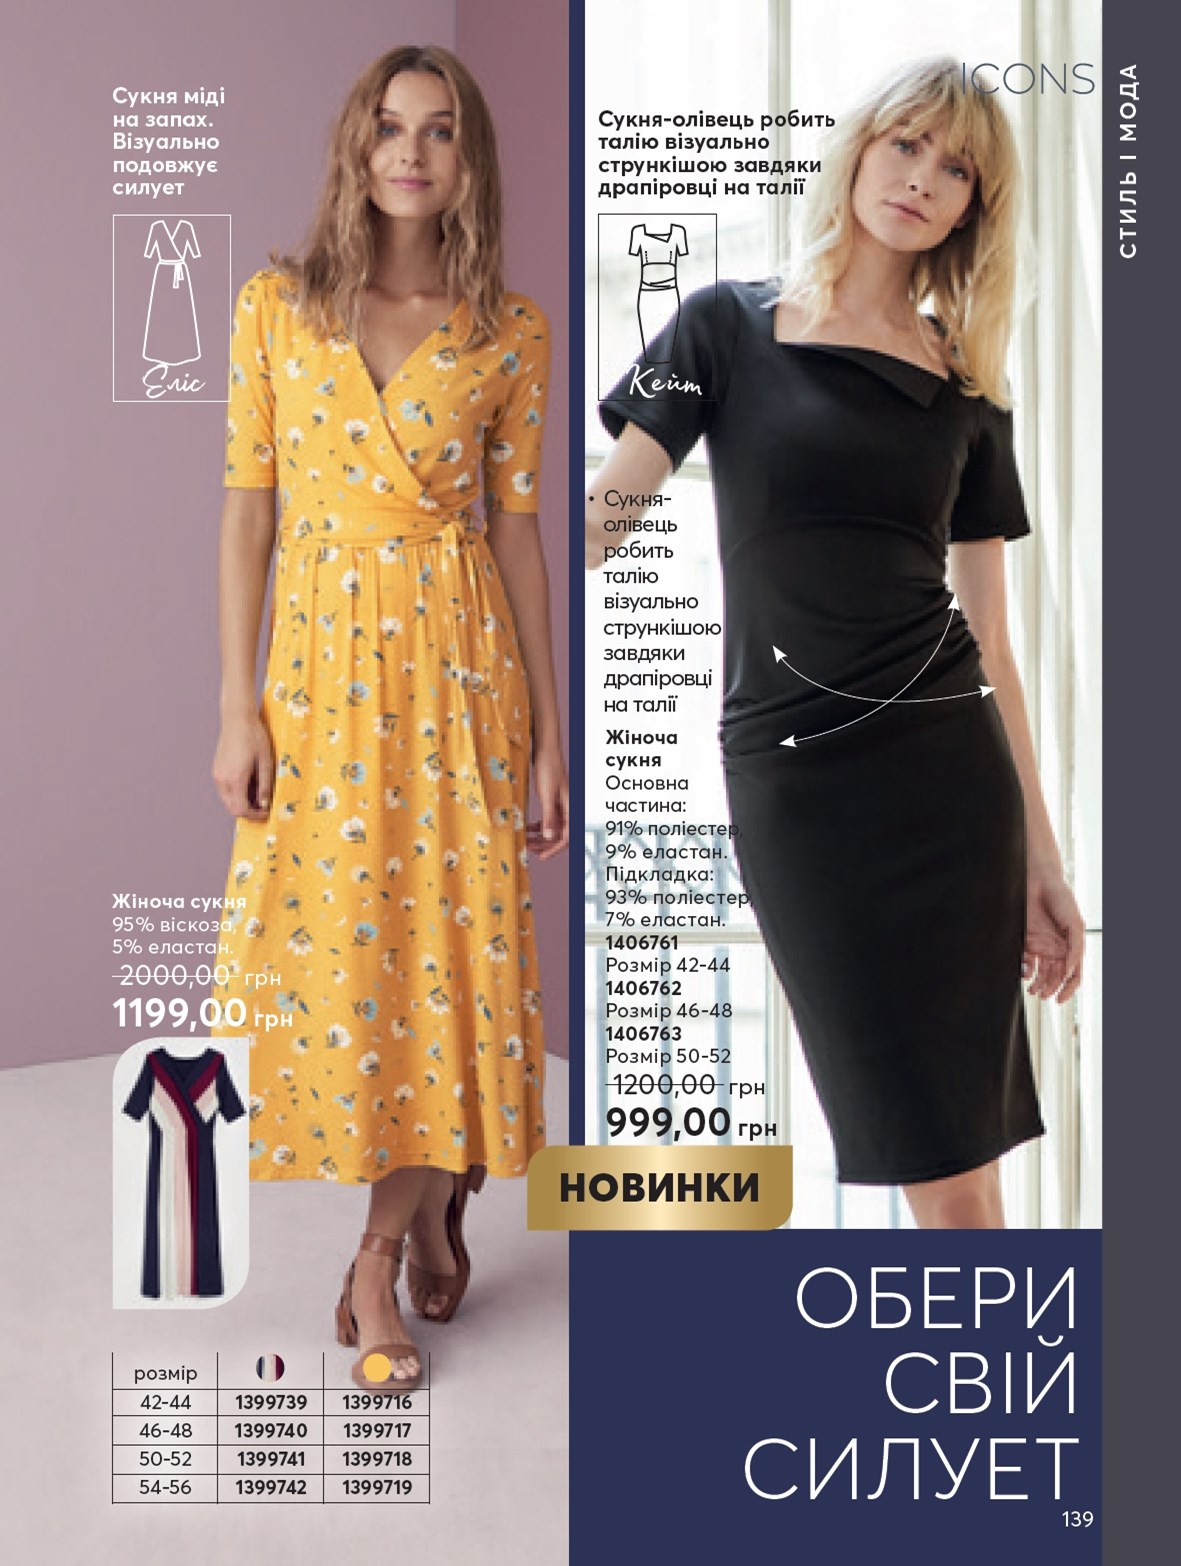 Сукня міді
на запах.
Візуально
подовжує
силует
Еліс
Жіноча сукня
95% віскоза,
5% еластан.
2000,00 грн
1199,00 грн
розмір
42-44 1399739 1399716
46-48 1399740 1399717
50-52 1399741 1399718
54-56 1399742 1399719
ICONS
СТИЛЬ І МОДА
Сукня-олівець робить
талію візуально
стрункішою завдяки
драпіровці на талії
Кейт
• Сукня-
олівець
робить
талію
візуально
стрункішою
завдяки
драпіровці
на талії
Жіноча
сукня
Основна
частина:
91% поліестер,
9% еластан.
Підкладка:
93% поліестер,
7% еластан.
1406761
Розмір 42-44
1406762
Розмір 46-48
1406763
Розмір 50-52
1200,00 грн
999,00 грн
НОВИНКИ
ОБЕРИ
СВІЙ
СИЛУЕТ
139